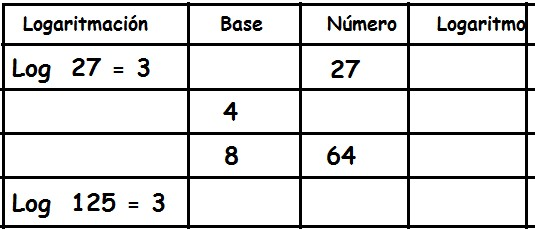 Logaritmación Base Número Logaritmo
Log 27 = 3 27
4
8 64
Log 125 = 3